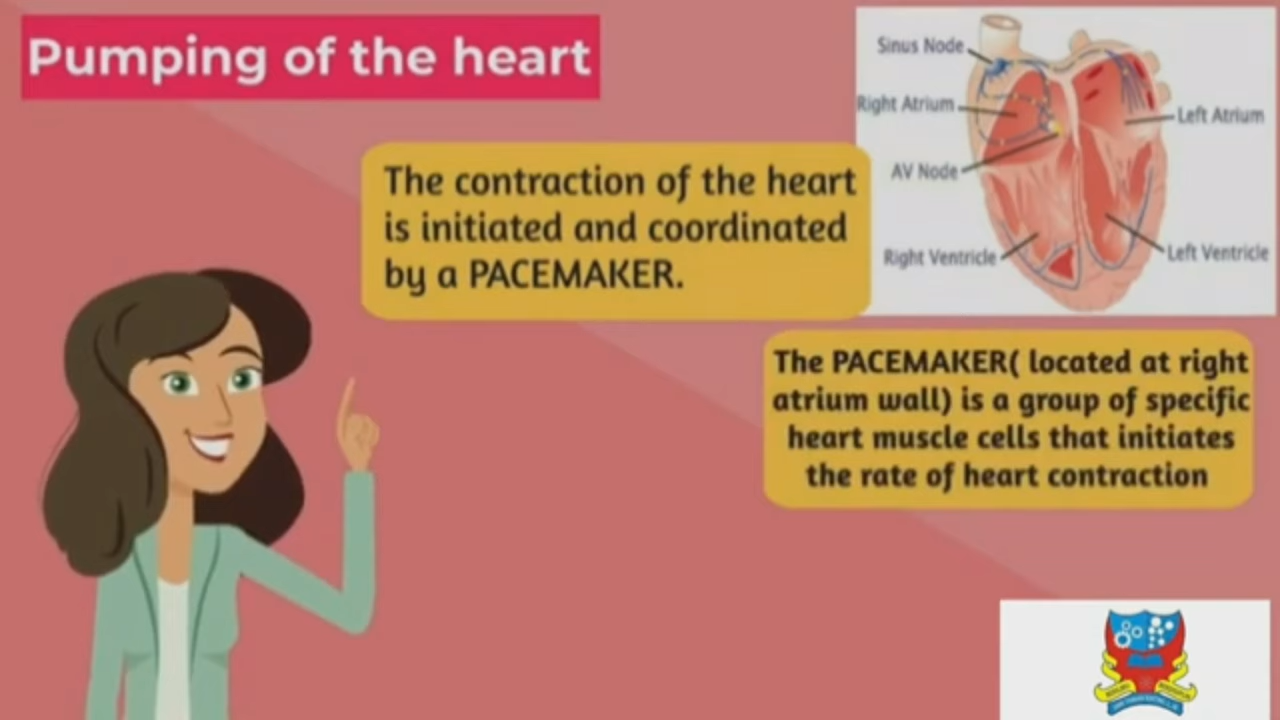 Pumping of the heart
The contraction of the heart
is initiated and coordinated
by a PACEMAKER.
Sinus Node
Right Atrium
AV Node
Right Ventricle
Left Atrium
Left Ventricle
The PACEMAKER( located at right
atrium wall) is a group of specific
heart muscle cells that initiates
the rate of heart contraction